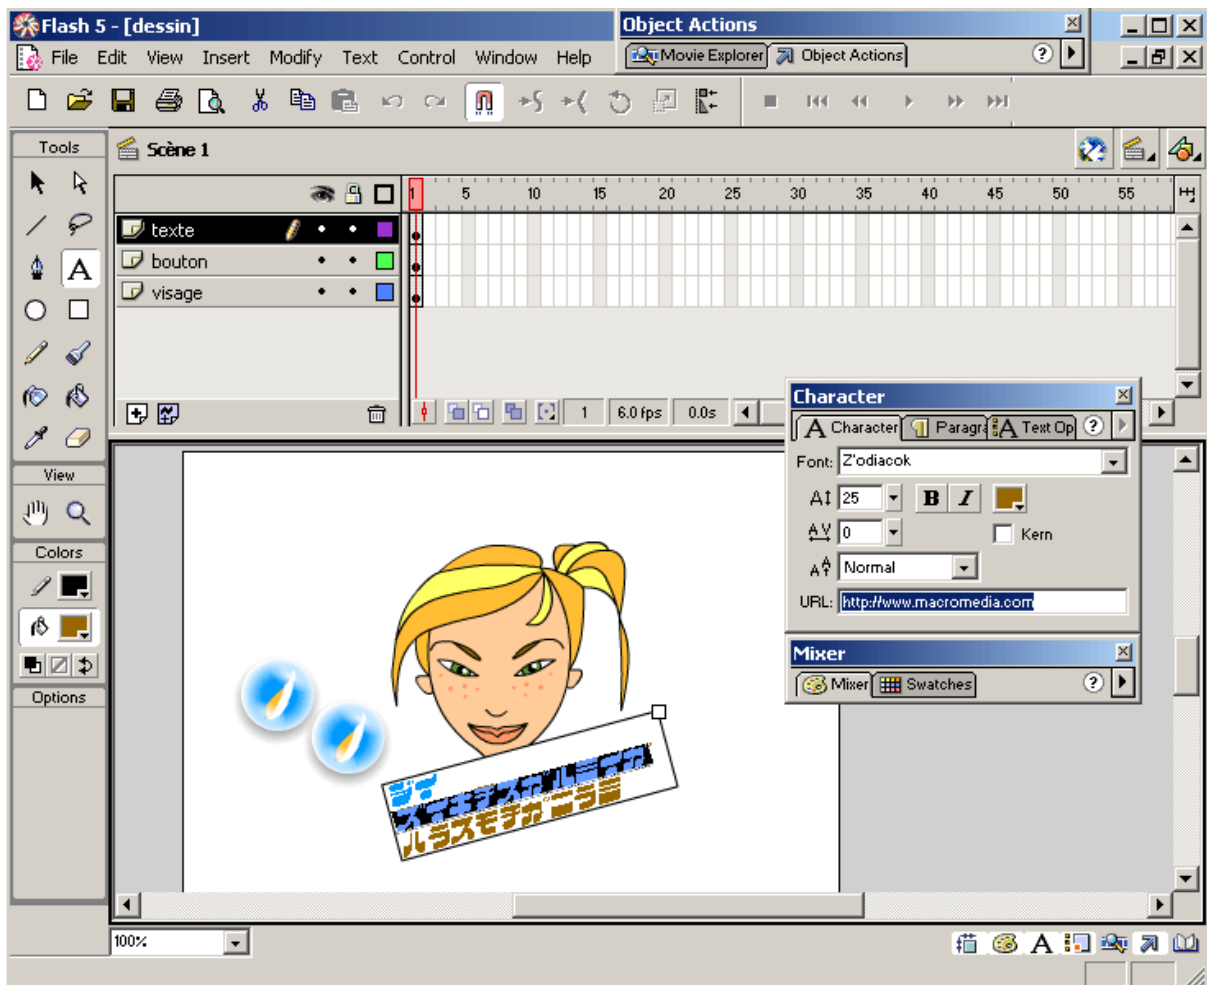 Flash 5 - [dessin]
Object Actions
File Edit View Insert Modify Text Control Window Help
Movie Explorer Object Actions ?
Tools
Scène 1
1 5 10 15 20 25 30 35 40 45 50 55
texte
bouton
visage
1 6.0 fps 0.0s
Character
Character Paragra Text Op ?
Font: Z'odiacok
25 B I
0 Kern
Normal
URL: http://www.macromedia.com
Mixer
Mixer Swatches ?
View
Colors
Options
100%